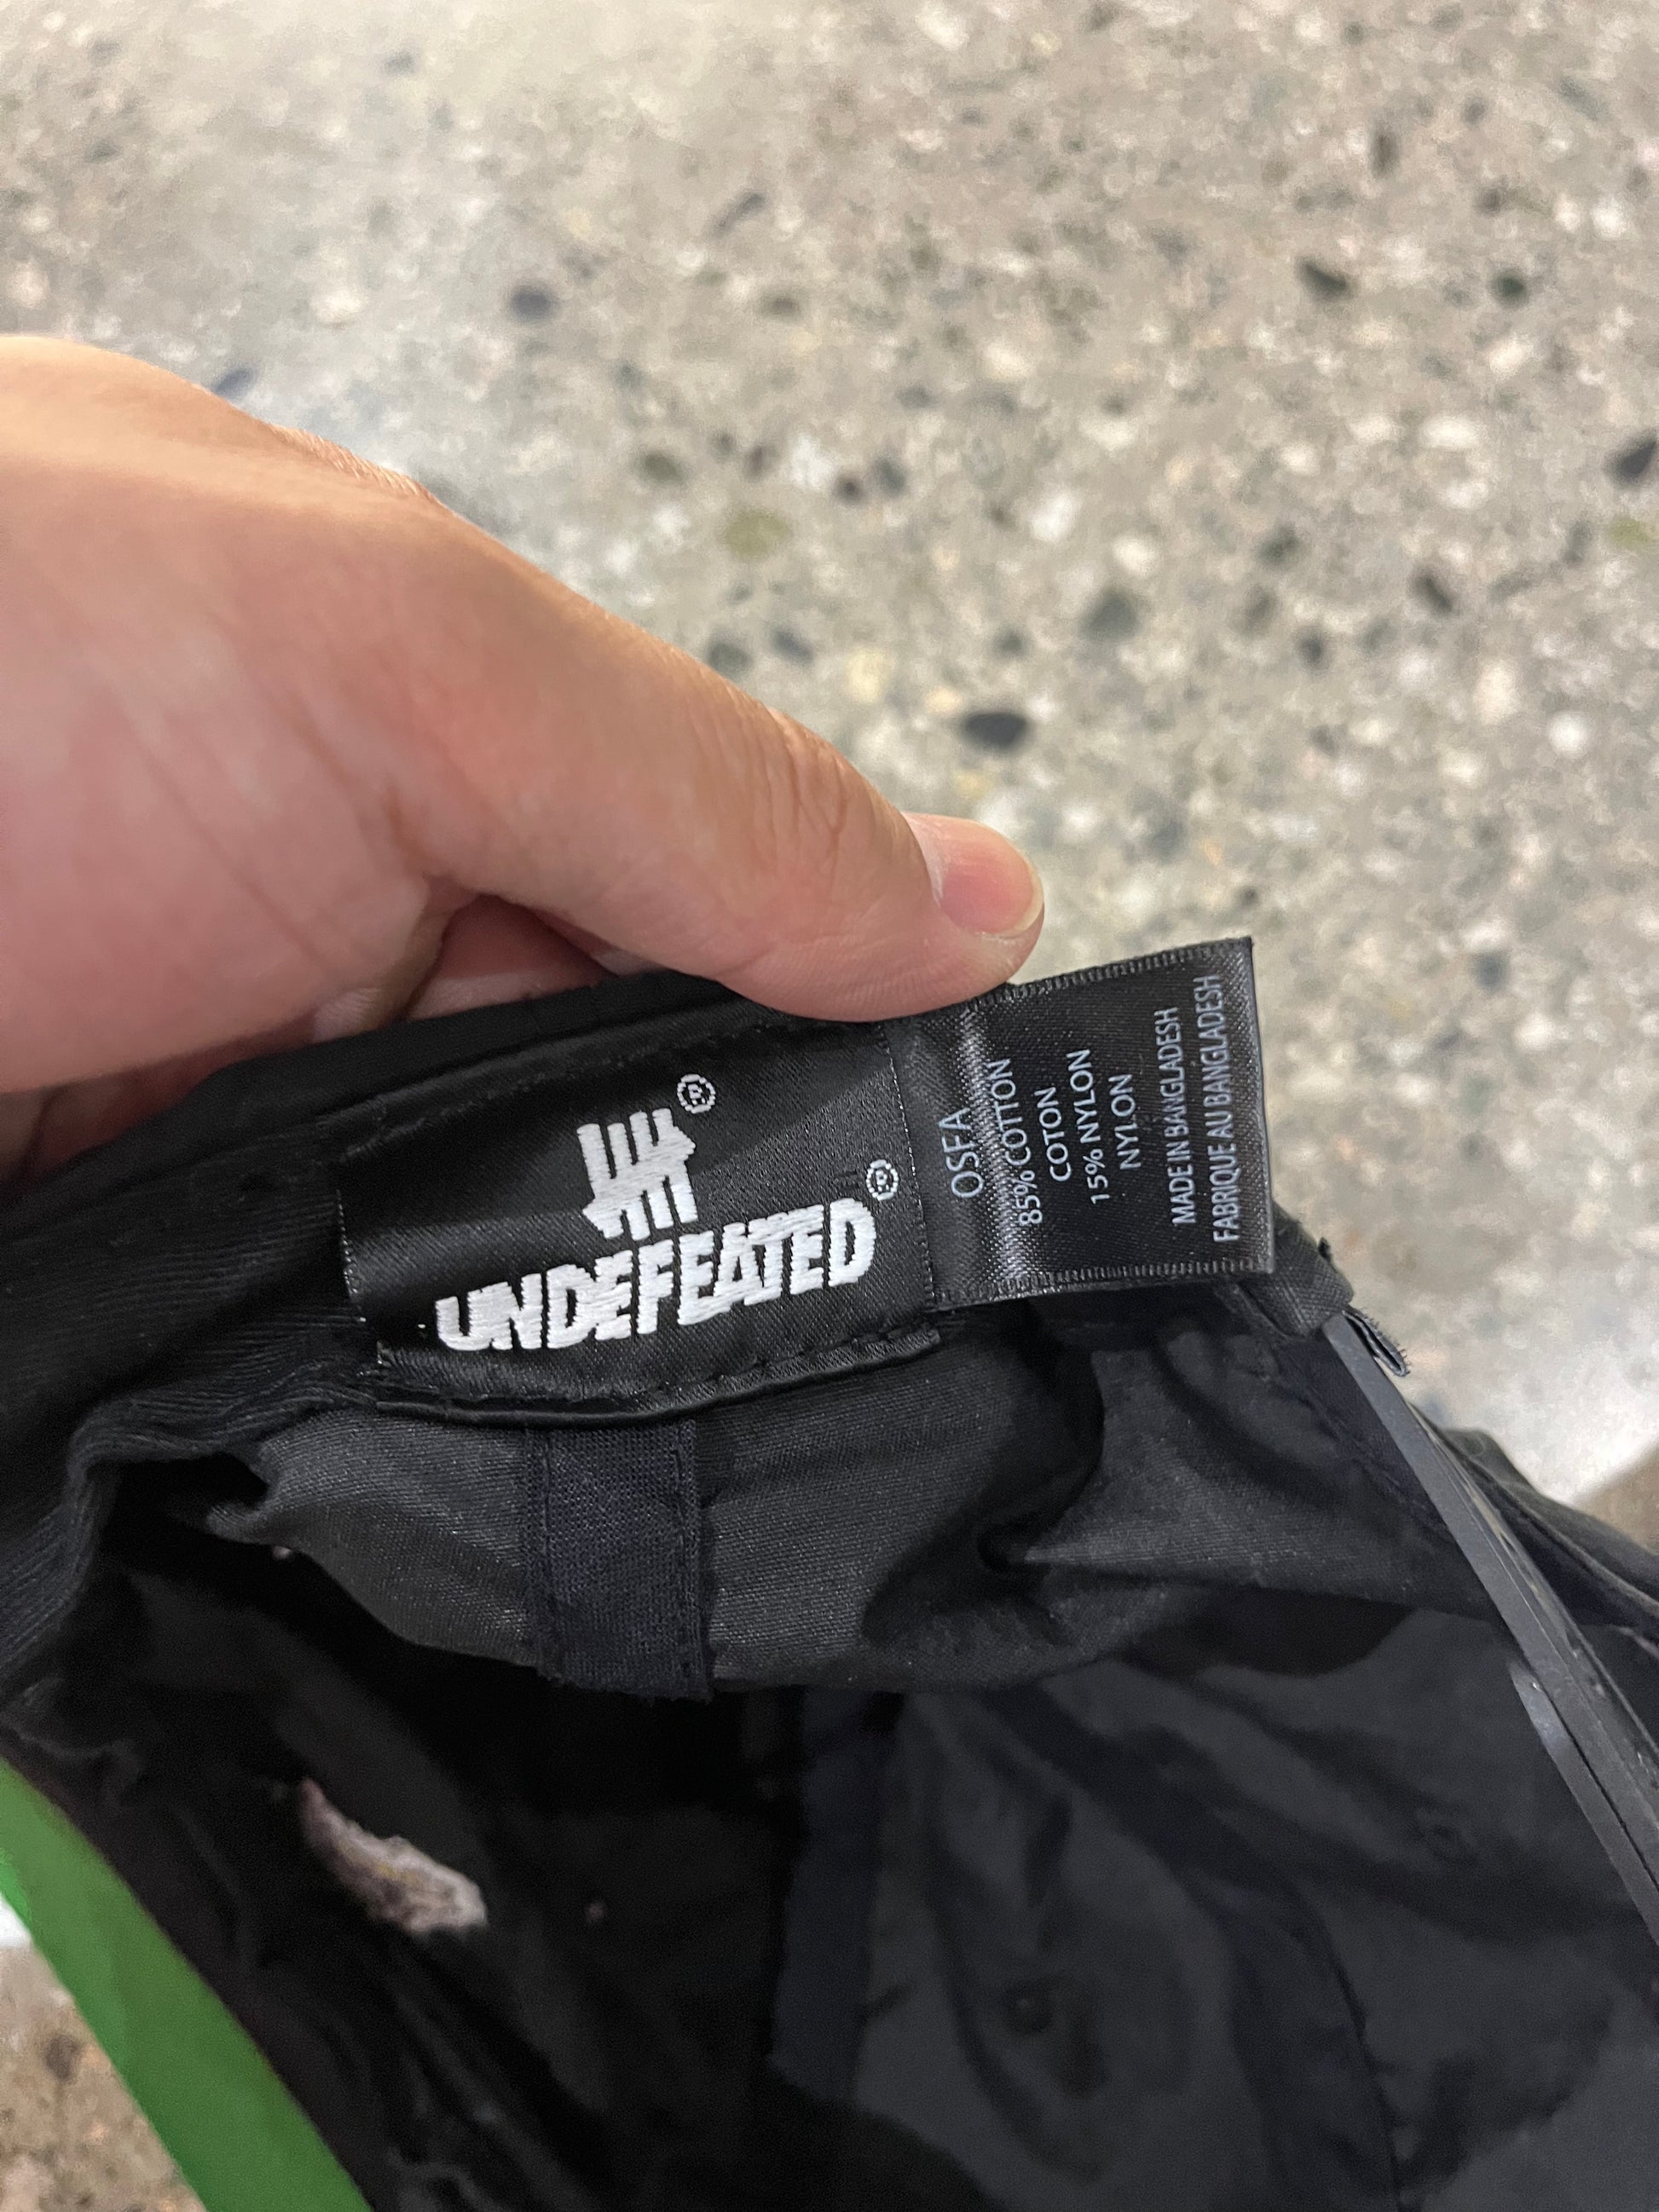 ®
UNDEFEATED®
OSFA
85% COTTON
COTON
15% NYLON
NYLON
MADE IN BANGLADESH
FABRIQUE AU BANGLADESH